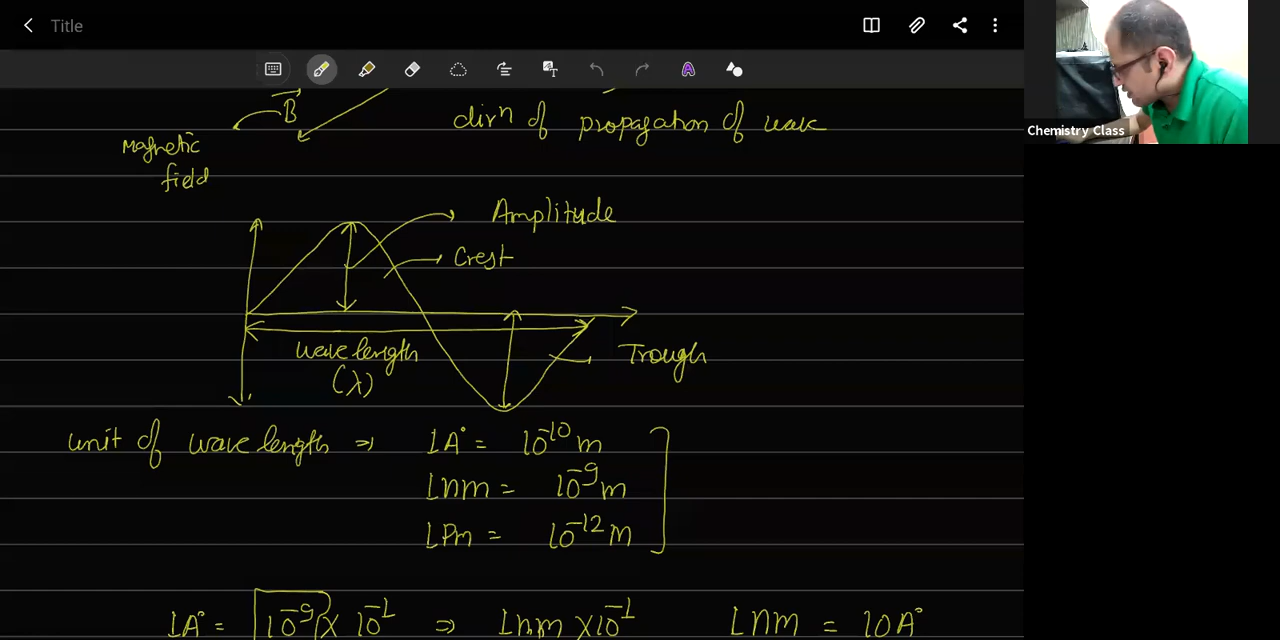 Title
B
dirn of propagation of wave
Magnetic
field
Amplitude
Crest
wave length
(λ)
Trough
unit of wave length ⇒ 1A° = 10⁻¹⁰ m
1nm = 10⁻⁹ m
1Pm = 10⁻¹² m
1A° = 10⁻⁹ × 10⁻¹ ⇒ 1nm × 10⁻¹ 1nm = 10A°
Chemistry Class